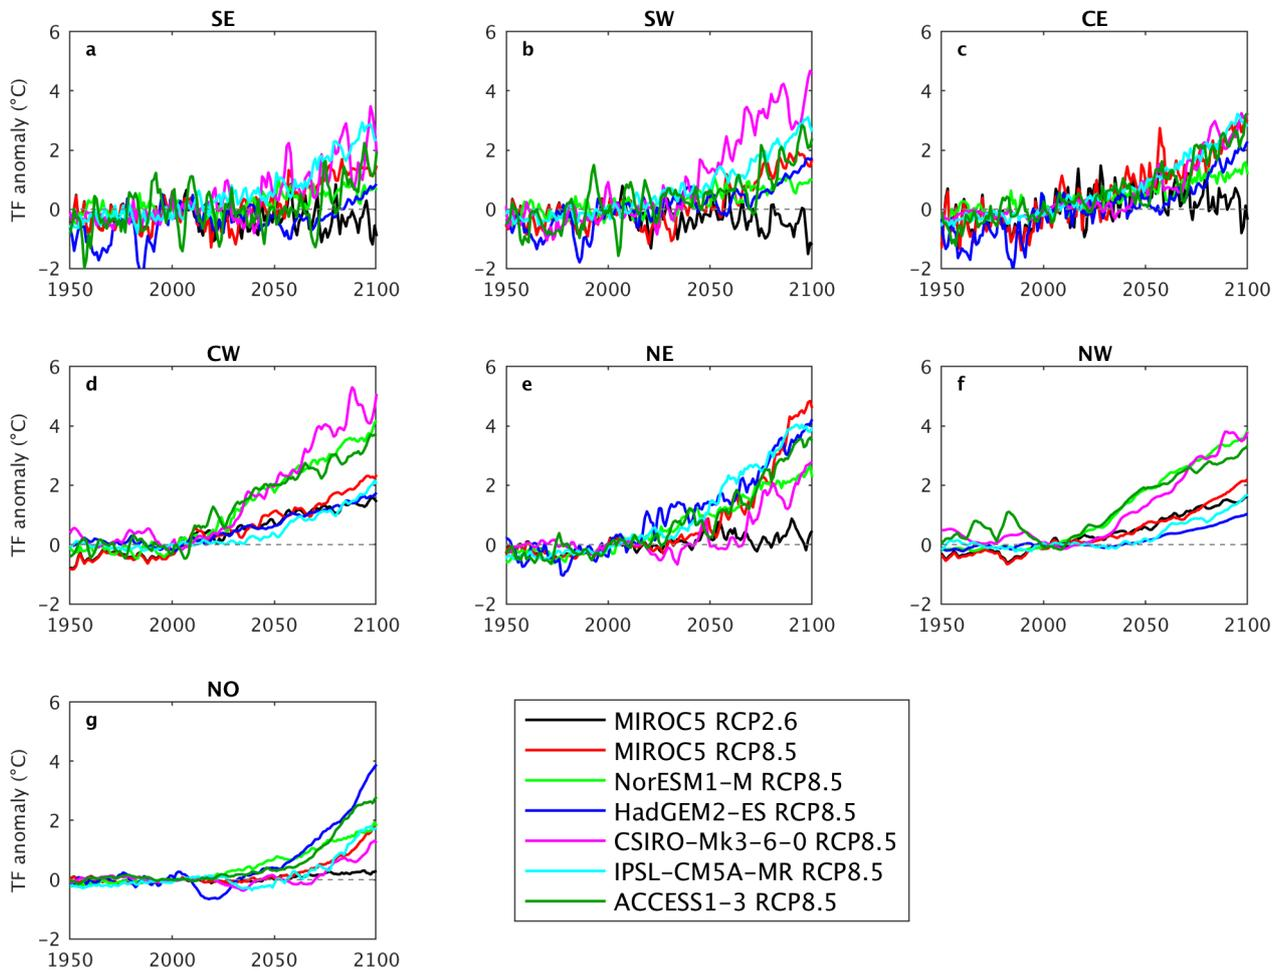 SE
SW
CE
a
b
c
TF anomaly (°C)
6
4
2
0
−2
1950 2000 2050 2100
6
4
2
0
−2
1950 2000 2050 2100
6
4
2
0
−2
1950 2000 2050 2100
CW
NE
NW
d
e
f
TF anomaly (°C)
6
4
2
0
−2
1950 2000 2050 2100
6
4
2
0
−2
1950 2000 2050 2100
6
4
2
0
−2
1950 2000 2050 2100
NO
g
TF anomaly (°C)
6
4
2
0
−2
1950 2000 2050 2100
MIROC5 RCP2.6
MIROC5 RCP8.5
NorESM1−M RCP8.5
HadGEM2−ES RCP8.5
CSIRO−Mk3−6−0 RCP8.5
IPSL−CM5A−MR RCP8.5
ACCESS1−3 RCP8.5